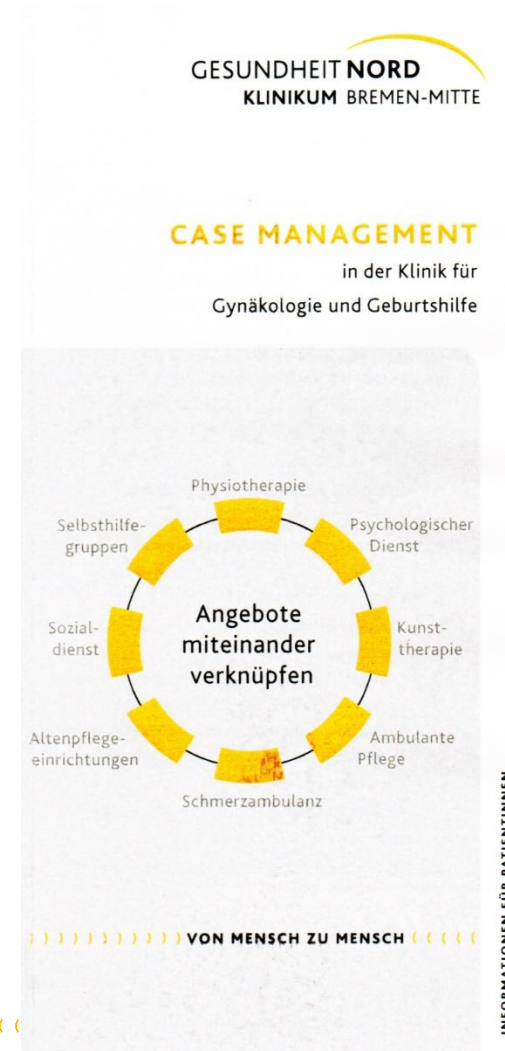 GESUNDHEIT NORD
KLINIKUM BREMEN-MITTE
CASE MANAGEMENT
in der Klinik für
Gynäkologie und Geburtshilfe
Physiotherapie
Psychologischer
Dienst
Kunst-
therapie
Ambulante
Pflege
Schmerzambulanz
Altenpflege-
einrichtungen
Sozial-
dienst
Selbsthilfe-
gruppen
Angebote
miteinander
verknüpfen
VON MENSCH ZU MENSCH
INFORMATIONEN FÜR PATIENTINNEN